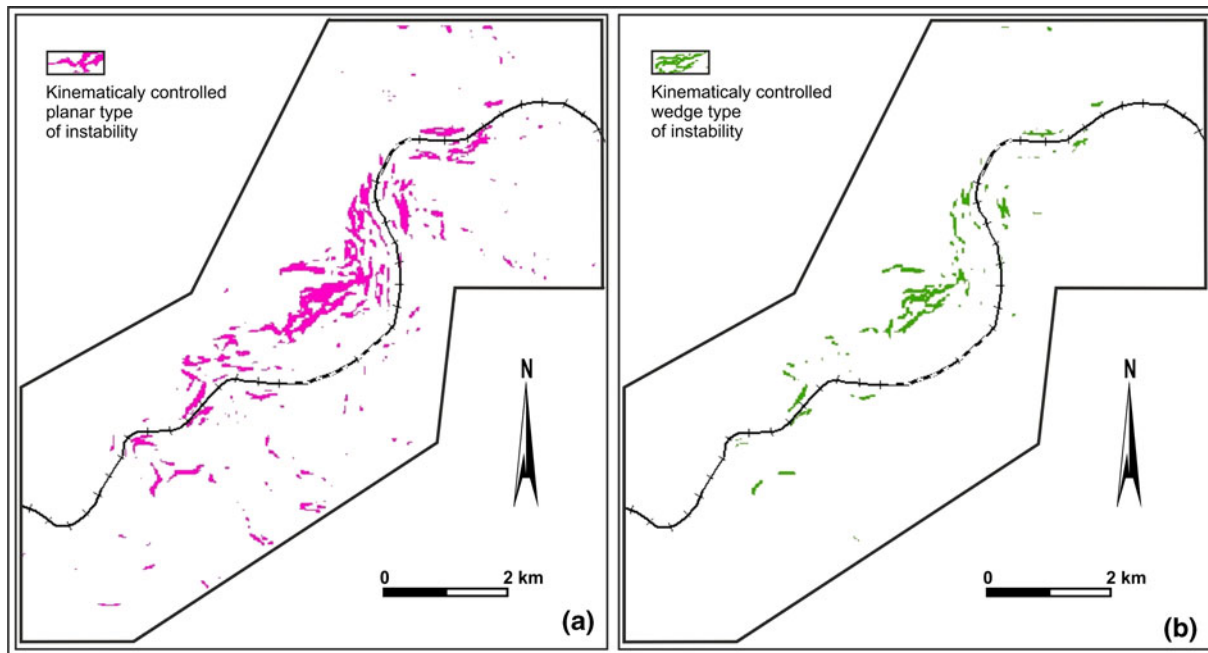 Kinematicaly controlled
planar type
of instability
N
0 2 km
(a)
Kinematicaly controlled
wedge type
of instability
N
0 2 km
(b)